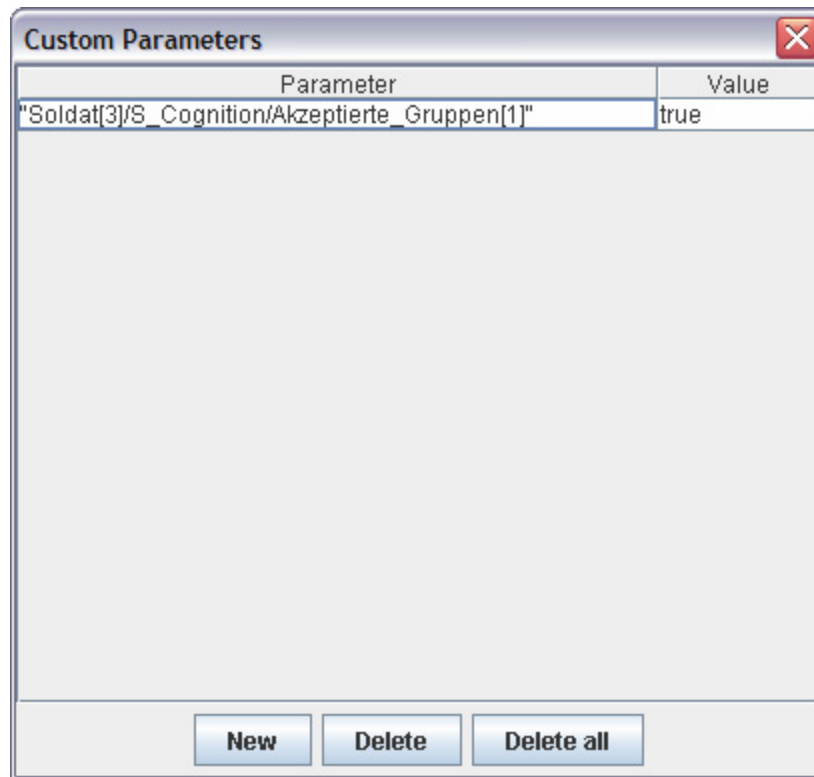 Custom Parameters
Parameter Value
"Soldat[3]/S_Cognition/Akzeptierte_Gruppen[1]" true
New Delete Delete all